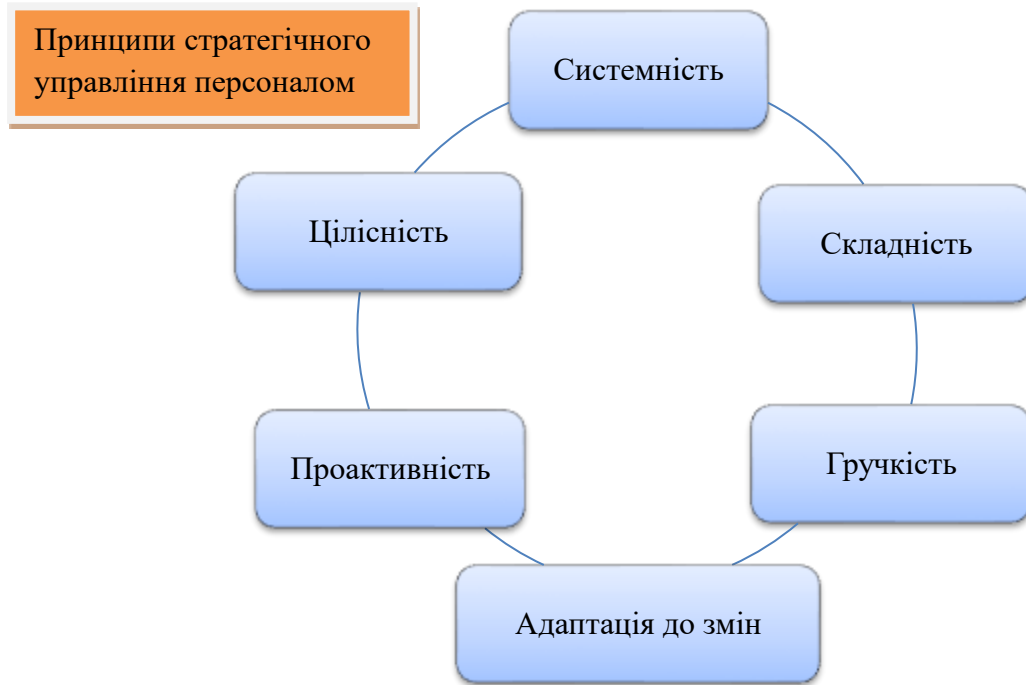 Принципи стратегічного
управління персоналом
Системність
Складність
Гручкість
Адаптація до змін
Проактивність
Цілісність